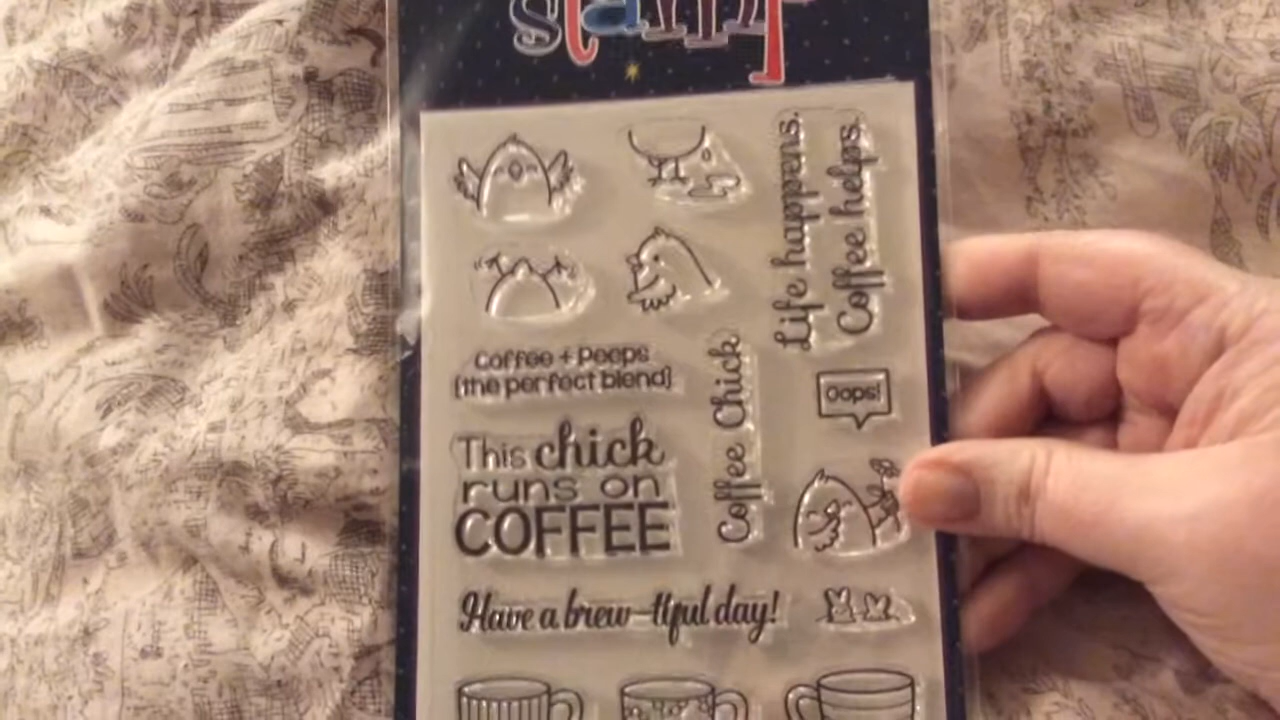 stamp
Life happens.
Coffee helps.
Coffee + Peeps
(the perfect blend)
Coffee Chick
Oops!
This chick
runs on
COFFEE
Have a brew-tiful day!